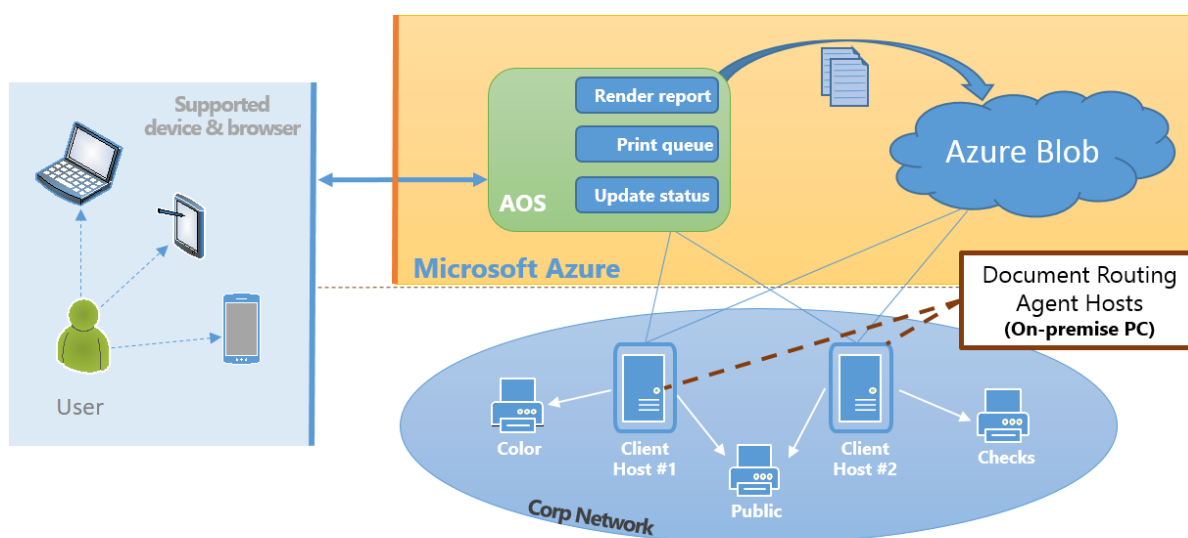 Supported
device & browser
User
Render report
Print queue
Update status
AOS
Azure Blob
Microsoft Azure
Document Routing
Agent Hosts
(On-premise PC)
Color
Client
Host #1
Public
Client
Host #2
Checks
Corp Network